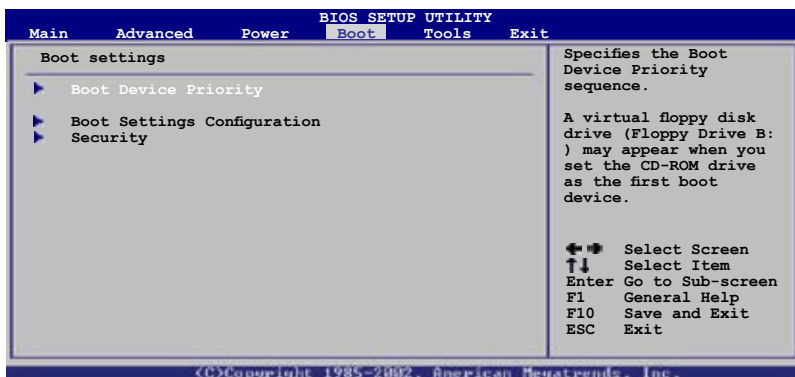 BIOS SETUP UTILITY
Main Advanced Power Boot Tools Exit
Boot settings
Boot Device Priority
Boot Settings Configuration
Security
Specifies the Boot
Device Priority
sequence.
A virtual floppy disk
drive (Floppy Drive B:
) may appear when you
set the CD-ROM drive
as the first boot
device.
Select Screen
Select Item
Enter Go to Sub-screen
F1 General Help
F10 Save and Exit
ESC Exit
(C)Copyright 1985-2002, American Megatrends, Inc.